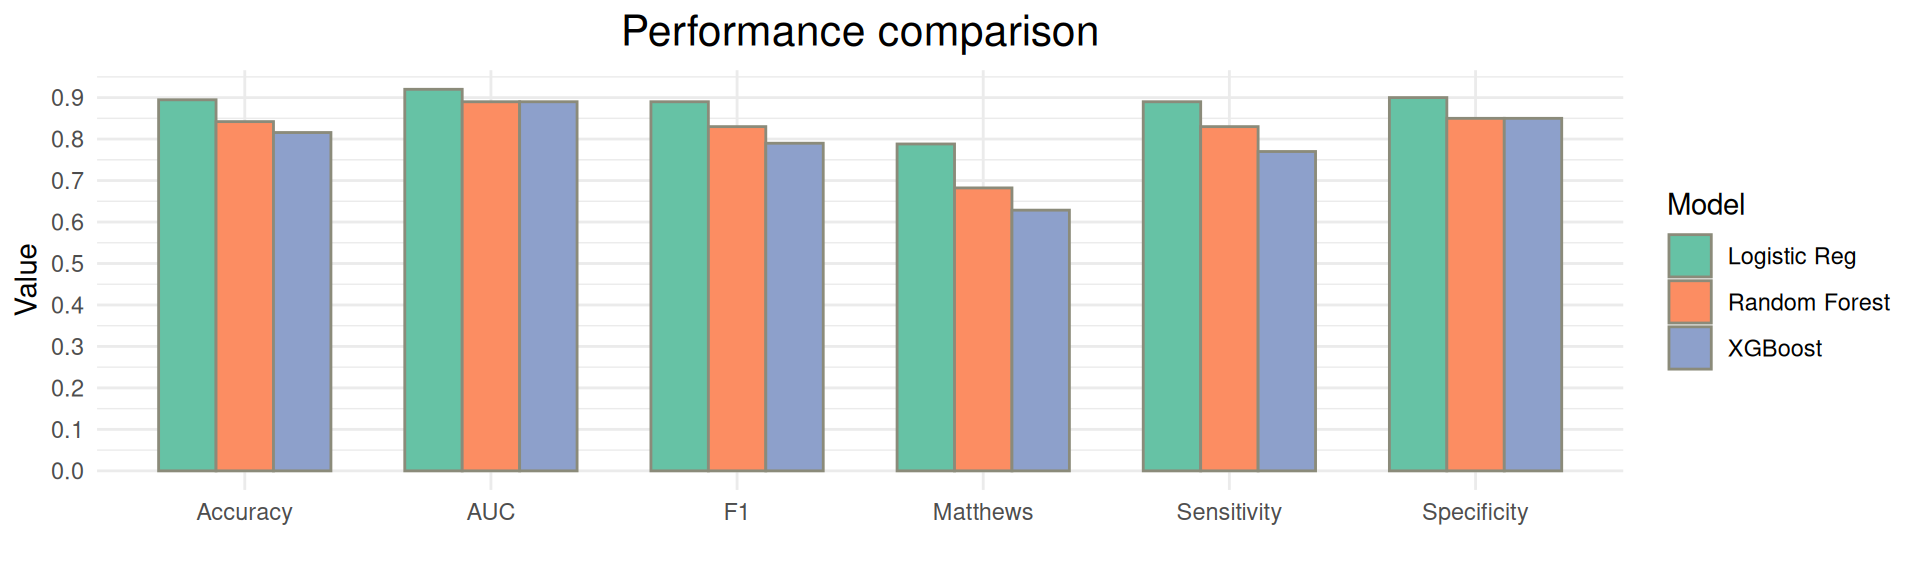 Performance comparison
Value
0.9
0.8
0.7
0.6
0.5
0.4
0.3
0.2
0.1
0.0
Accuracy
AUC
F1
Matthews
Sensitivity
Specificity
Model
Logistic Reg
Random Forest
XGBoost